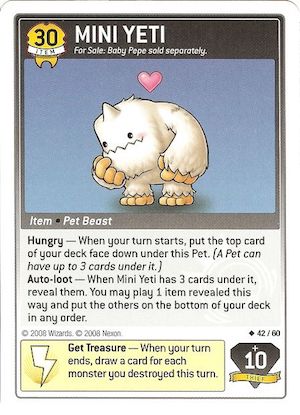 30
ITEM
MINI YETI
For Sale: Baby Pepe sold separately.
Item • Pet Beast
Hungry — When your turn starts, put the top card
of your deck face down under this Pet. (A Pet can
have up to 3 cards under it.)
Auto-loot — When Mini Yeti has 3 cards under it,
reveal them. You may play 1 item revealed this
way and put the others on the bottom of your deck
in any order.
© 2008 Wizards. © 2008 Nexon.
◆ 42 / 60
Get Treasure — When your turn
ends, draw a card for each
monster you destroyed this turn.
+
10
THIEF